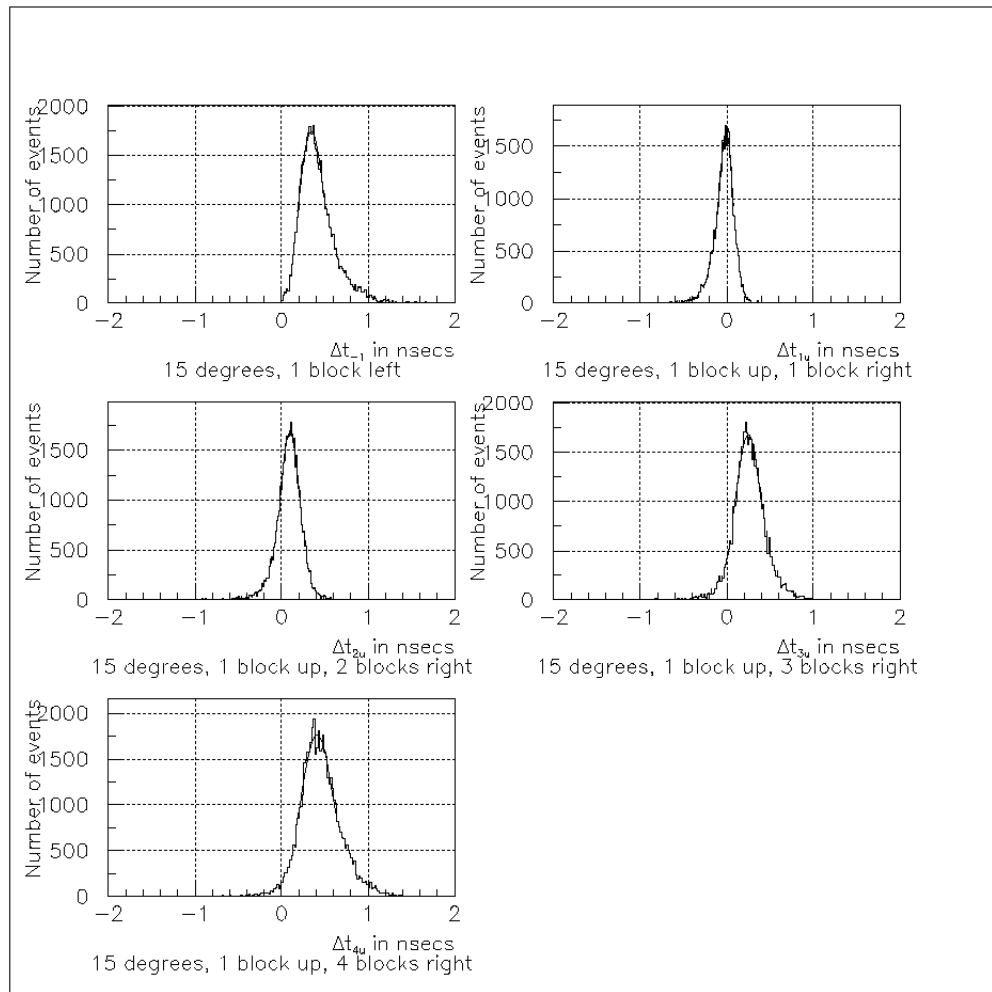 Number of events
2000
1500
1000
500
0
−2 −1 0 1 2
Δt₋₁ in nsecs
15 degrees, 1 block left
Number of events
1500
1000
500
0
−2 −1 0 1 2
Δt₁ᵤ in nsecs
15 degrees, 1 block up, 1 block right
Number of events
1500
1000
500
0
−2 −1 0 1 2
Δt₂ᵤ in nsecs
15 degrees, 1 block up, 2 blocks right
Number of events
2000
1500
1000
500
0
−2 −1 0 1 2
Δt₃ᵤ in nsecs
15 degrees, 1 block up, 3 blocks right
Number of events
2000
1500
1000
500
0
−2 −1 0 1 2
Δt₄ᵤ in nsecs
15 degrees, 1 block up, 4 blocks right